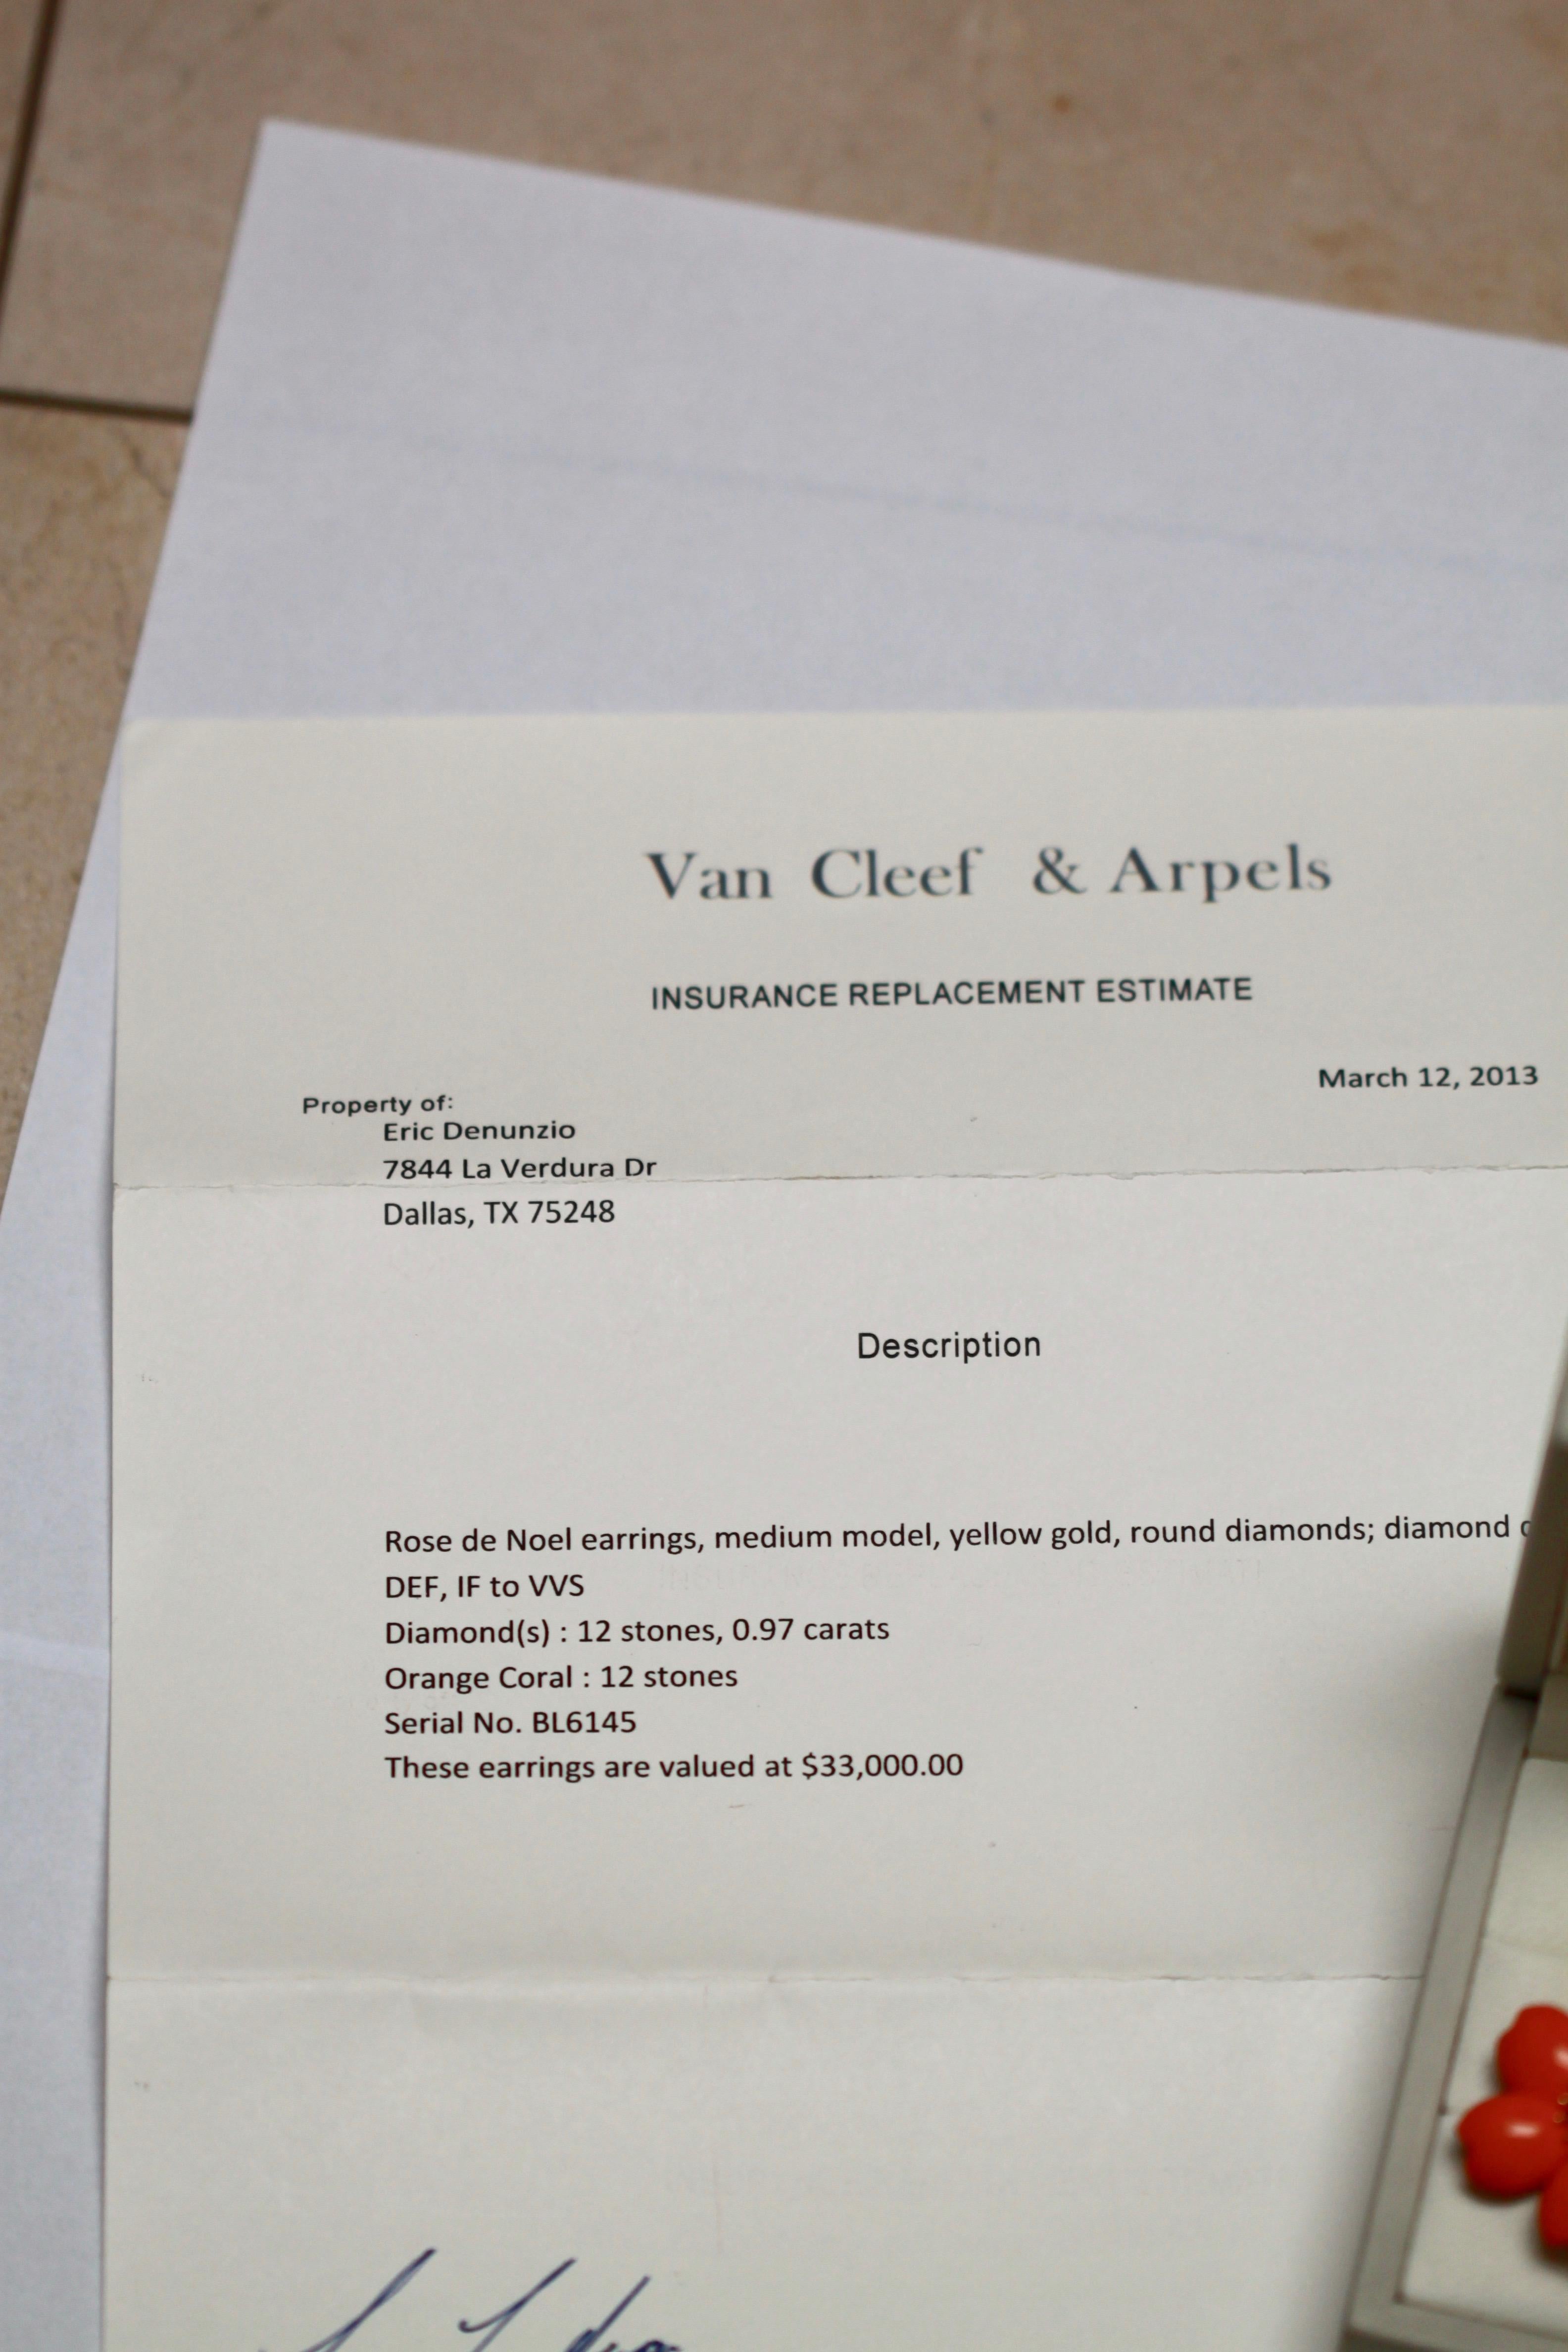 Van Cleef & Arpels
INSURANCE REPLACEMENT ESTIMATE
March 12, 2013
Property of:
Eric Denunzio
7844 La Verdura Dr
Dallas, TX 75248
Description
Rose de Noel earrings, medium model, yellow gold, round diamonds; diamond
DEF, IF to VVS
Diamond(s) : 12 stones, 0.97 carats
Orange Coral : 12 stones
Serial No. BL6145
These earrings are valued at $33,000.00